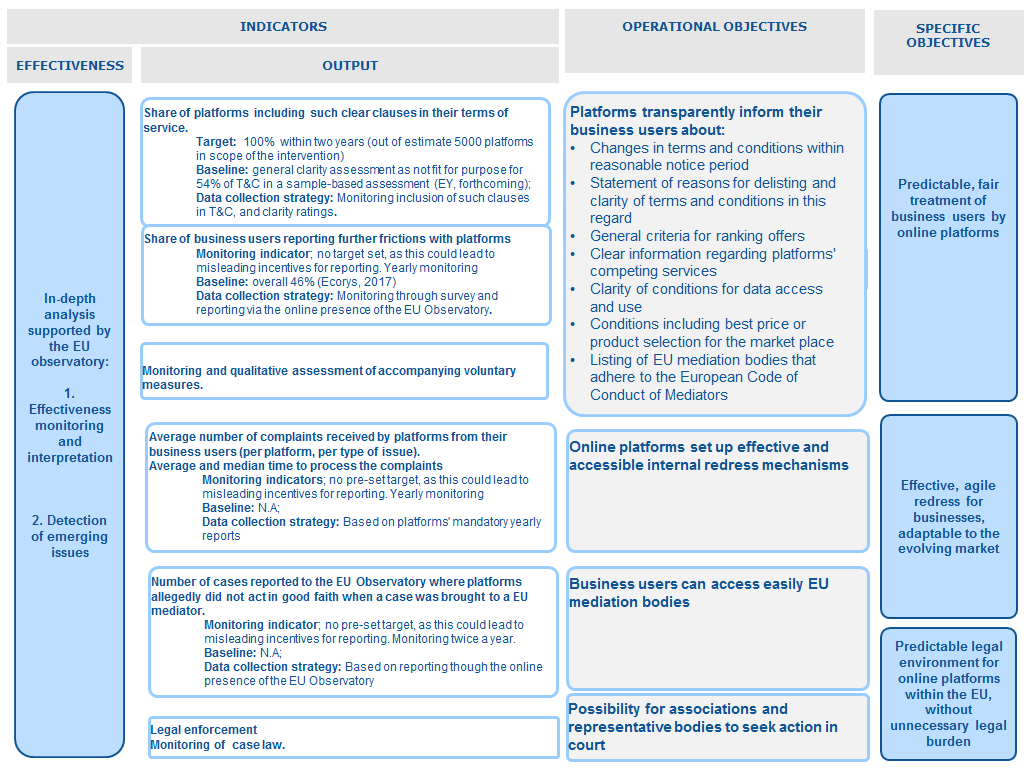 INDICATORS
OPERATIONAL OBJECTIVES
SPECIFIC
OBJECTIVES
EFFECTIVENESS
OUTPUT
In-depth
analysis
supported by
the EU
observatory:
1.
Effectiveness
monitoring
and
interpretation
2. Detection
of emerging
issues
Share of platforms including such clear clauses in their terms of
service.
Target: 100% within two years (out of estimate 5000 platforms
in scope of the intervention)
Baseline: general clarity assessment as not fit for purpose for
54% of T&C in a sample-based assessment (EY, forthcoming);
Data collection strategy: Monitoring inclusion of such clauses
in T&C, and clarity ratings.
Share of business users reporting further frictions with platforms
Monitoring indicator; no target set, as this could lead to
misleading incentives for reporting. Yearly monitoring
Baseline: overall 46% (Ecorys, 2017)
Data collection strategy: Monitoring through survey and
reporting via the online presence of the EU Observatory.
Monitoring and qualitative assessment of accompanying voluntary
measures.
Average number of complaints received by platforms from their
business users (per platform, per type of issue).
Average and median time to process the complaints
Monitoring indicators; no pre-set target, as this could lead to
misleading incentives for reporting. Yearly monitoring
Baseline: N.A;
Data collection strategy: Based on platforms' mandatory yearly
reports
Number of cases reported to the EU Observatory where platforms
allegedly did not act in good faith when a case was brought to a EU
mediator.
Monitoring indicator; no pre-set target, as this could lead to
misleading incentives for reporting. Monitoring twice a year.
Baseline: N.A;
Data collection strategy: Based on reporting though the online
presence of the EU Observatory
Legal enforcement
Monitoring of case law.
Platforms transparently inform their
business users about:
• Changes in terms and conditions within
reasonable notice period
• Statement of reasons for delisting and
clarity of terms and conditions in this
regard
• General criteria for ranking offers
• Clear information regarding platforms'
competing services
• Clarity of conditions for data access
and use
• Conditions including best price or
product selection for the market place
• Listing of EU mediation bodies that
adhere to the European Code of
Conduct of Mediators
Online platforms set up effective and
accessible internal redress mechanisms
Business users can access easily EU
mediation bodies
Possibility for associations and
representative bodies to seek action in
court
Predictable, fair
treatment of
business users by
online platforms
Effective, agile
redress for
businesses,
adaptable to the
evolving market
Predictable legal
environment for
online platforms
within the EU,
without
unnecessary legal
burden